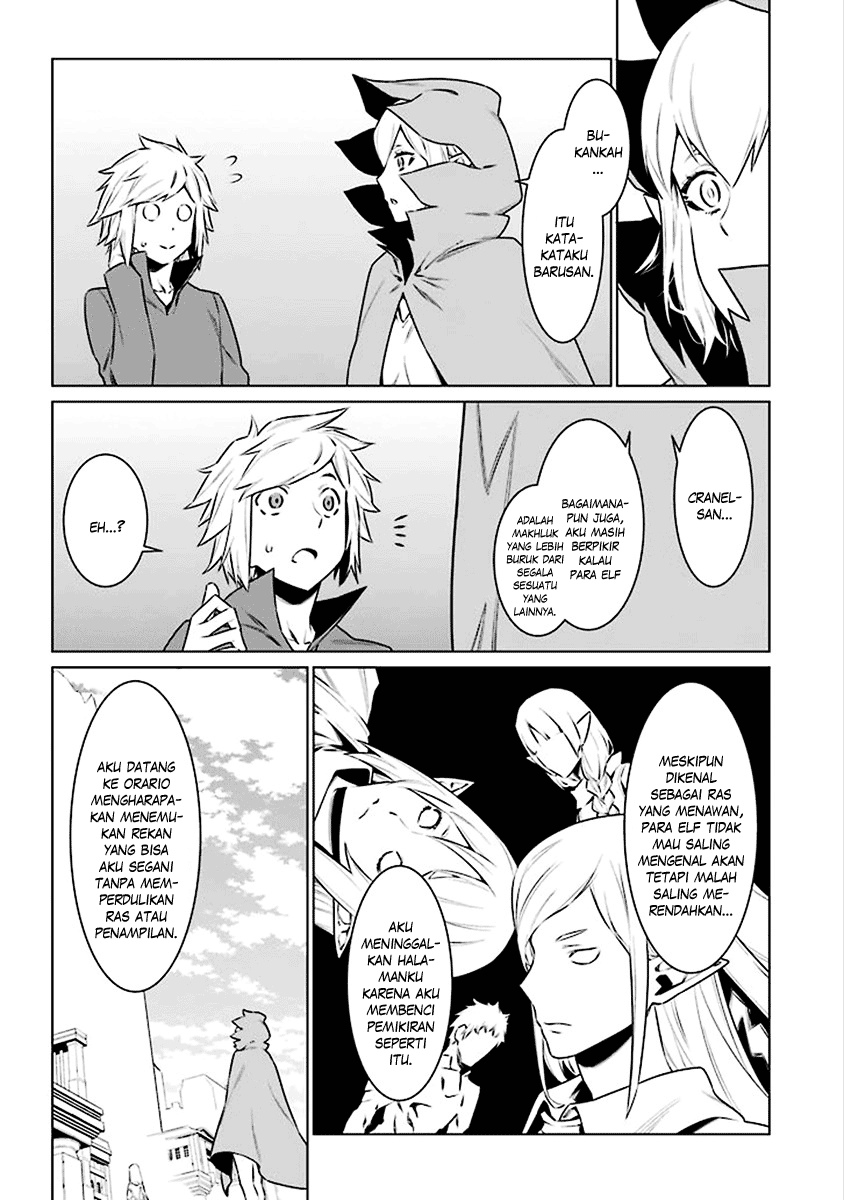 BU-
KANKAH
...
ITU
KATA-
KATAKU
BARUSAN.
CRANEL-
SAN...
BAGAIMANA-
PUN JUGA,
AKU MASIH
BERPIKIR
KALAU
PARA ELF
ADALAH
MAKHLUK
YANG LEBIH
BURUK DARI
SEGALA
SESUATU
YANG
LAINNYA.
EH...?
MESKIPUN
DIKENAL
SEBAGAI RAS
YANG MENAWAN,
PARA ELF TIDAK
MAU SALING
MENGENAL AKAN
TETAPI MALAH
SALING ME-
RENDAHKAN...
AKU
MENINGGAL-
KAN HALA-
MANKU
KARENA AKU
MEMBENCI
PEMIKIRAN
SEPERTI
ITU.
AKU DATANG
KE ORARIO
MENGHARAPA-
KAN MENEMU-
KAN REKAN
YANG BISA
AKU SEGANI
TANPA MEM-
PERDULIKAN
RAS ATAU
PENAMPILAN.